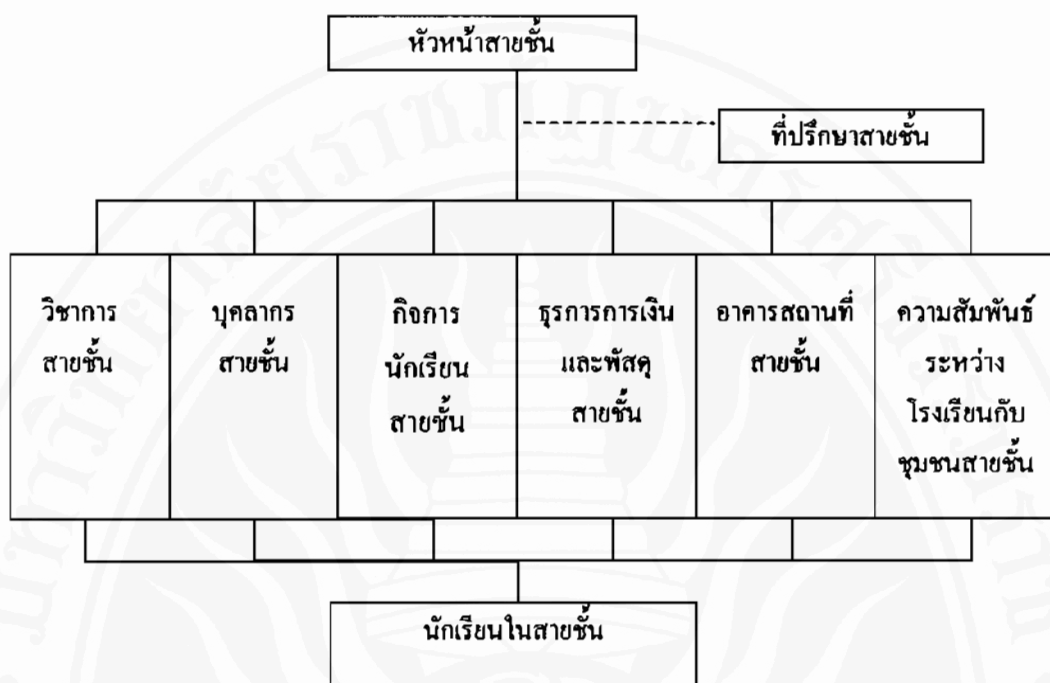 หัวหน้าสายชั้น
ที่ปรึกษาสายชั้น
วิชาการ
สายชั้น
บุคลากร
สายชั้น
กิจการ
นักเรียน
สายชั้น
ธุรการการเงิน
และพัสดุ
สายชั้น
อาคารสถานที่
สายชั้น
ความสัมพันธ์
ระหว่าง
โรงเรียนกับ
ชุมชนสายชั้น
นักเรียนในสายชั้น